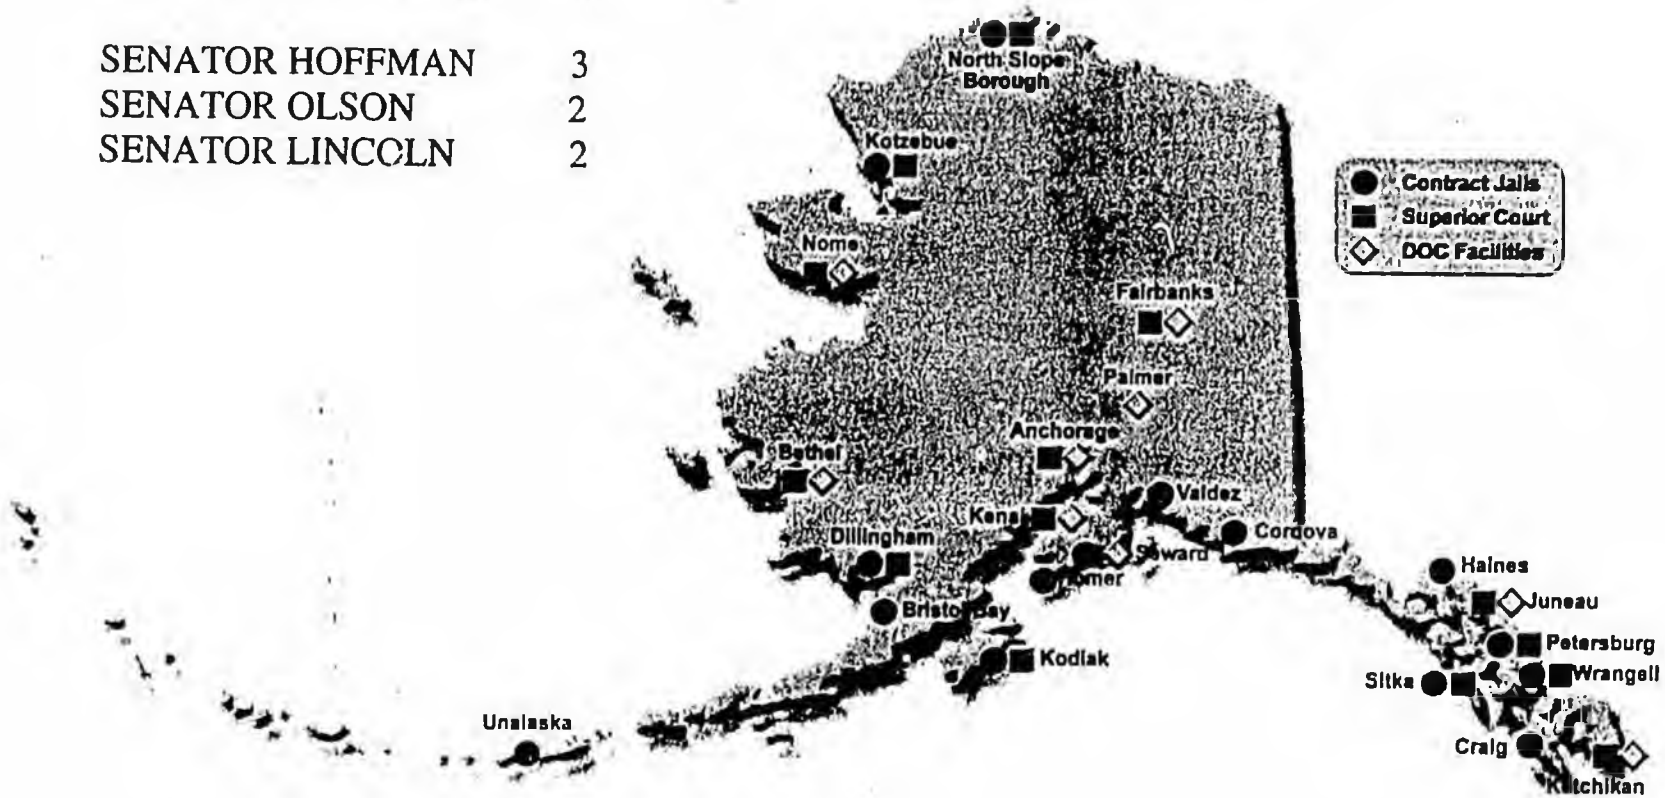 SENATOR HOFFMAN 3
SENATOR OLSON 2
SENATOR LINCOLN 2
North Slope
Borough
Kotzebue
Contract Jails
Superior Court
DOC Facilities
Nome
Fairbanks
Palmer
Anchorage
Bethel
Valdez
Kenai
Cordova
Dillingham
Seward
Homer
Haines
Bristol Bay
Juneau
Kodiak
Petersburg
Sitka
Wrangell
Unalaska
Craig
Ketchikan